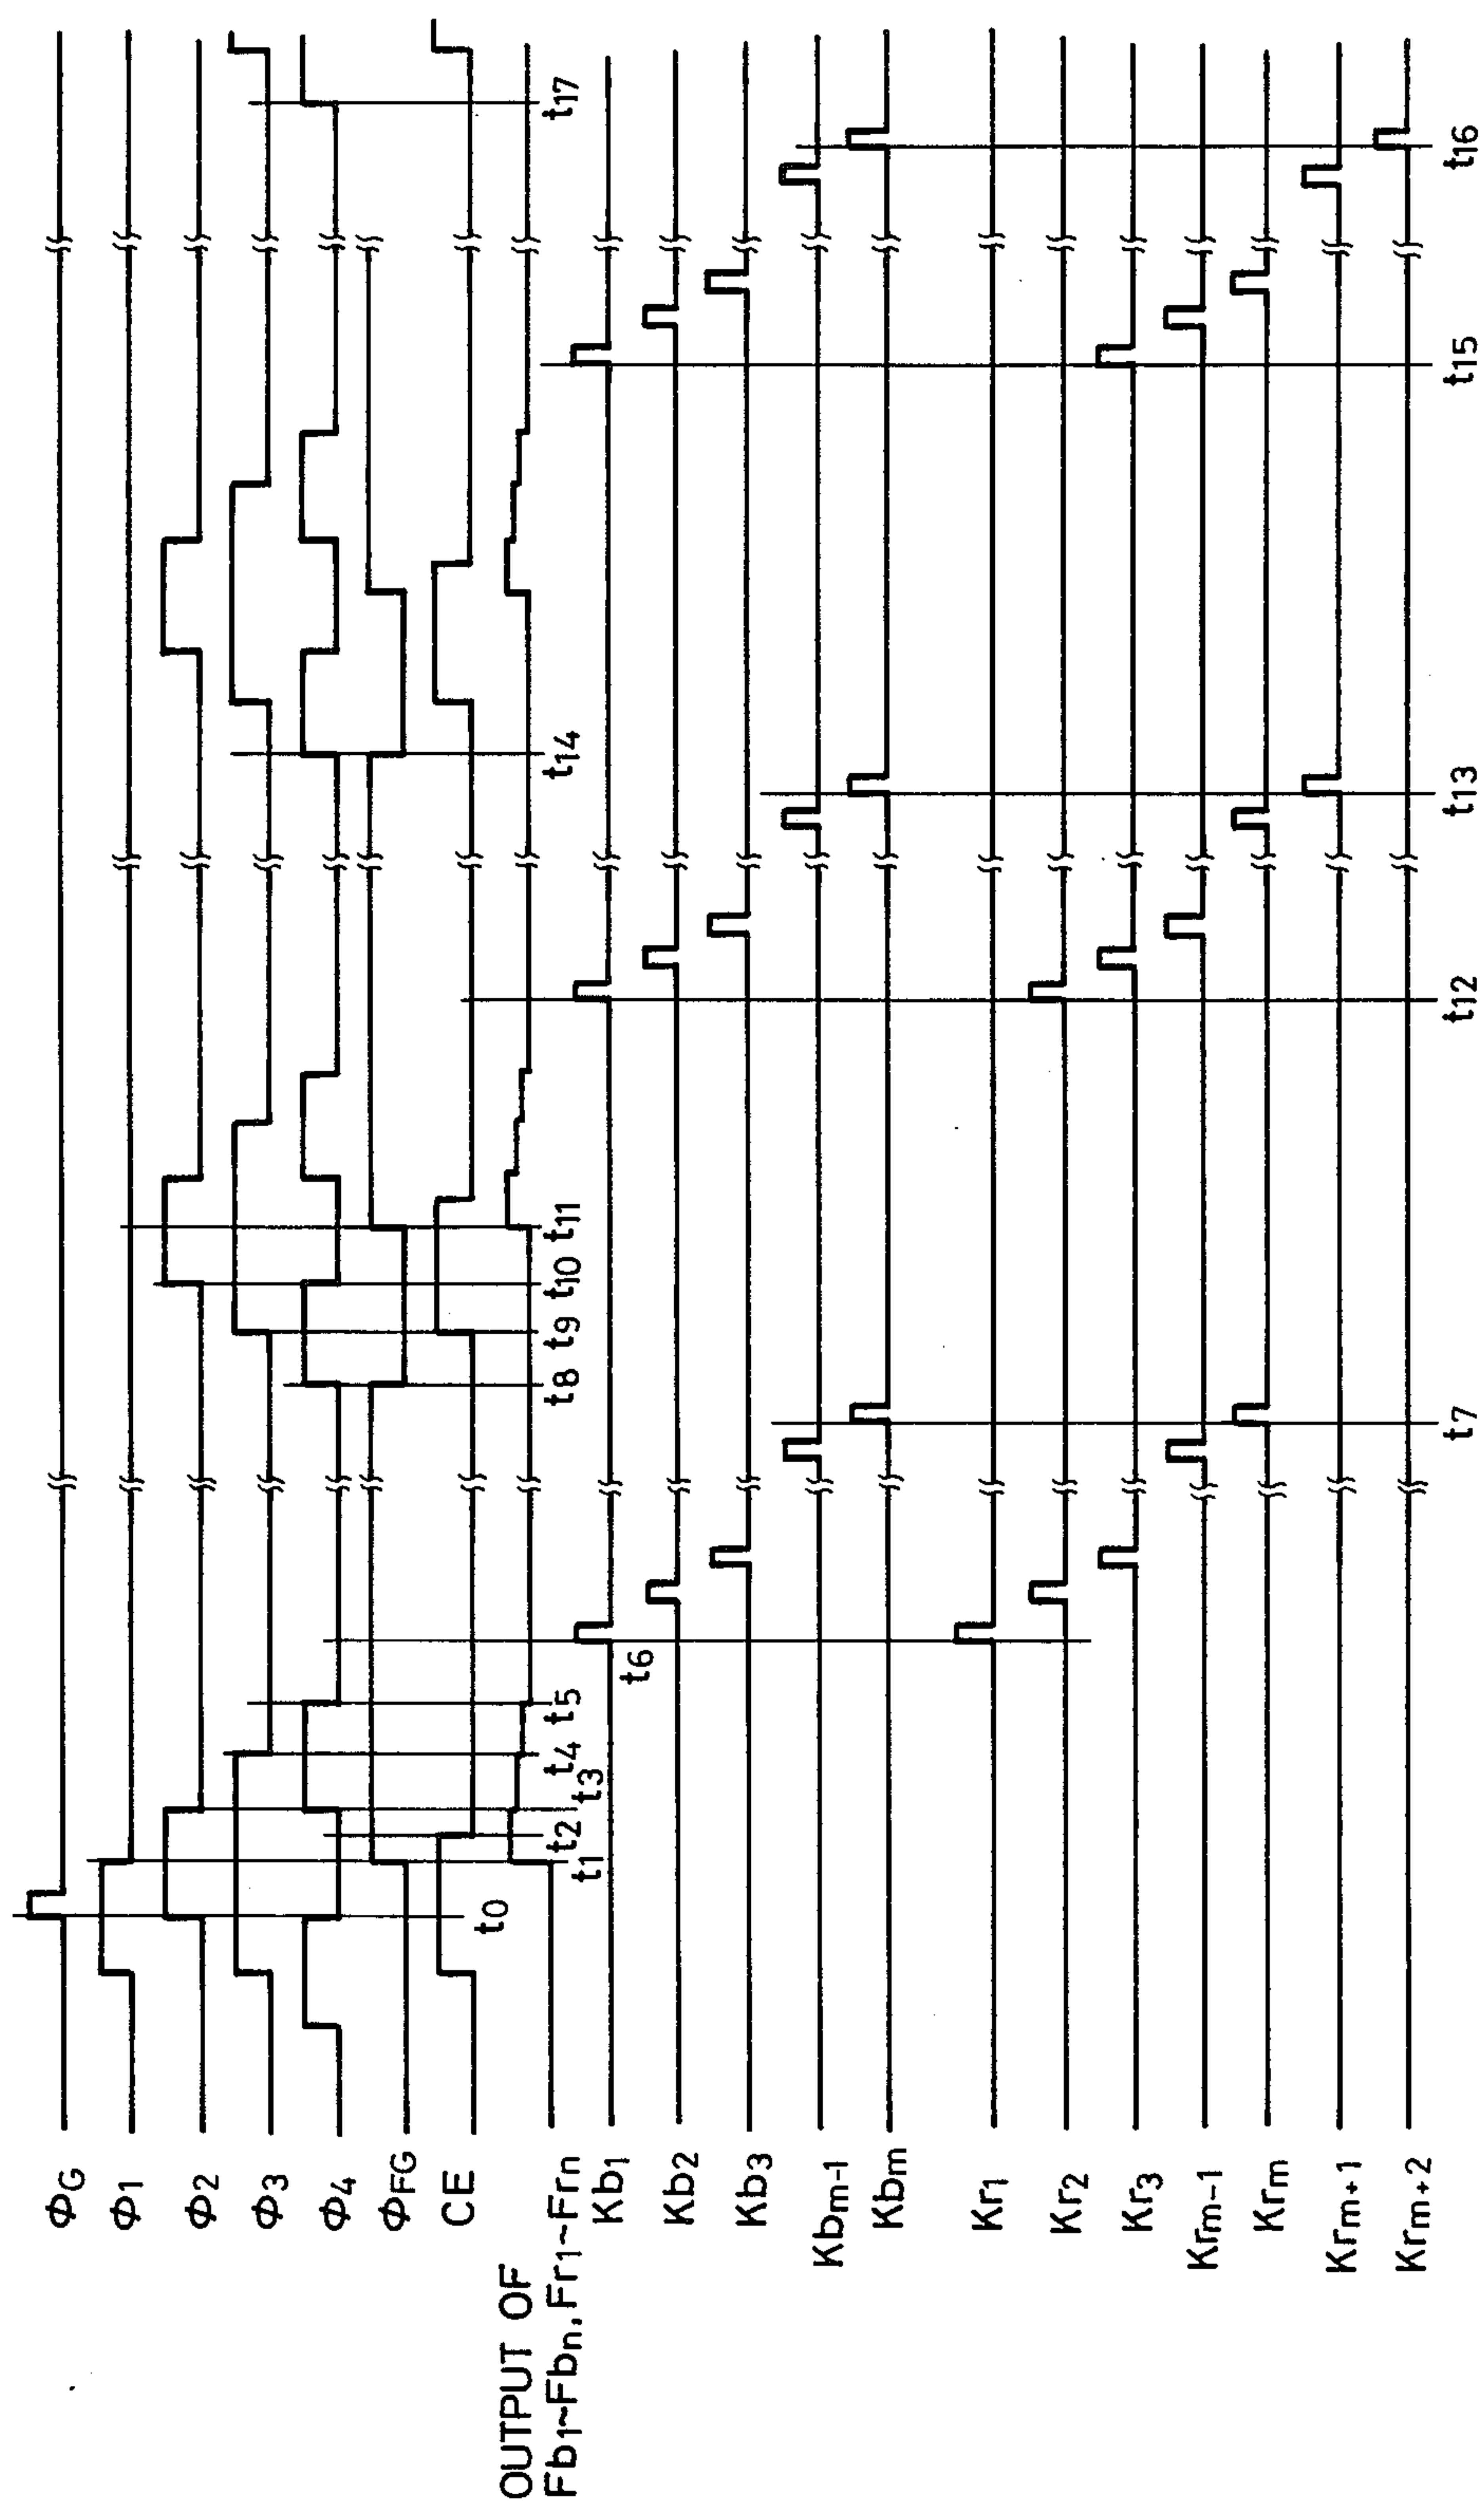 ΦG
Φ1
Φ2
Φ3
Φ4
ΦFG
CE
OUTPUT OF
Fb1~Fbn,Fr1~Frn
Kb1
Kb2
Kb3
Kbm-1
Kbm
Kr1
Kr2
Kr3
Krm-1
Krm
Krm+1
Krm+2
t0
t1
t2
t3
t4
t5
t6
t7
t8
t9
t10
t11
t12
t13
t14
t15
t16
t17